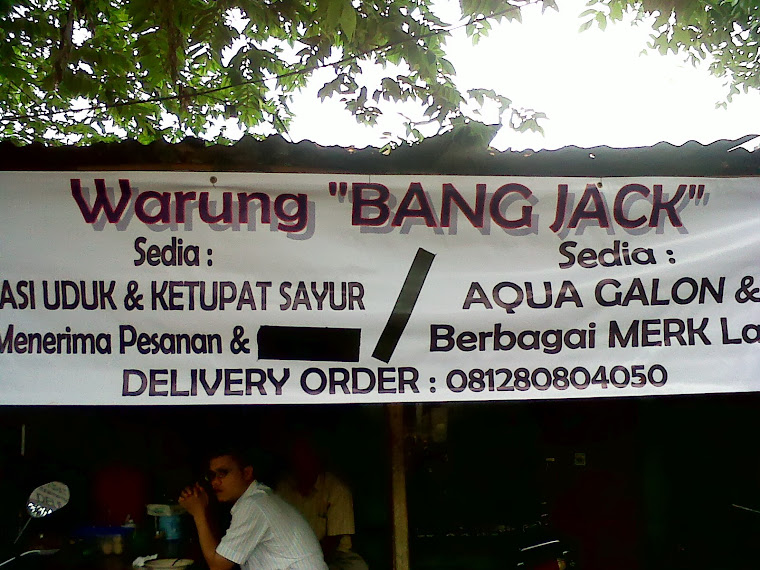 Warung "BANG JACK"
Sedia :
ASI UDUK & KETUPAT SAYUR
Menerima Pesanan &
Sedia :
AQUA GALON &
Berbagai MERK La
DELIVERY ORDER : 081280804050